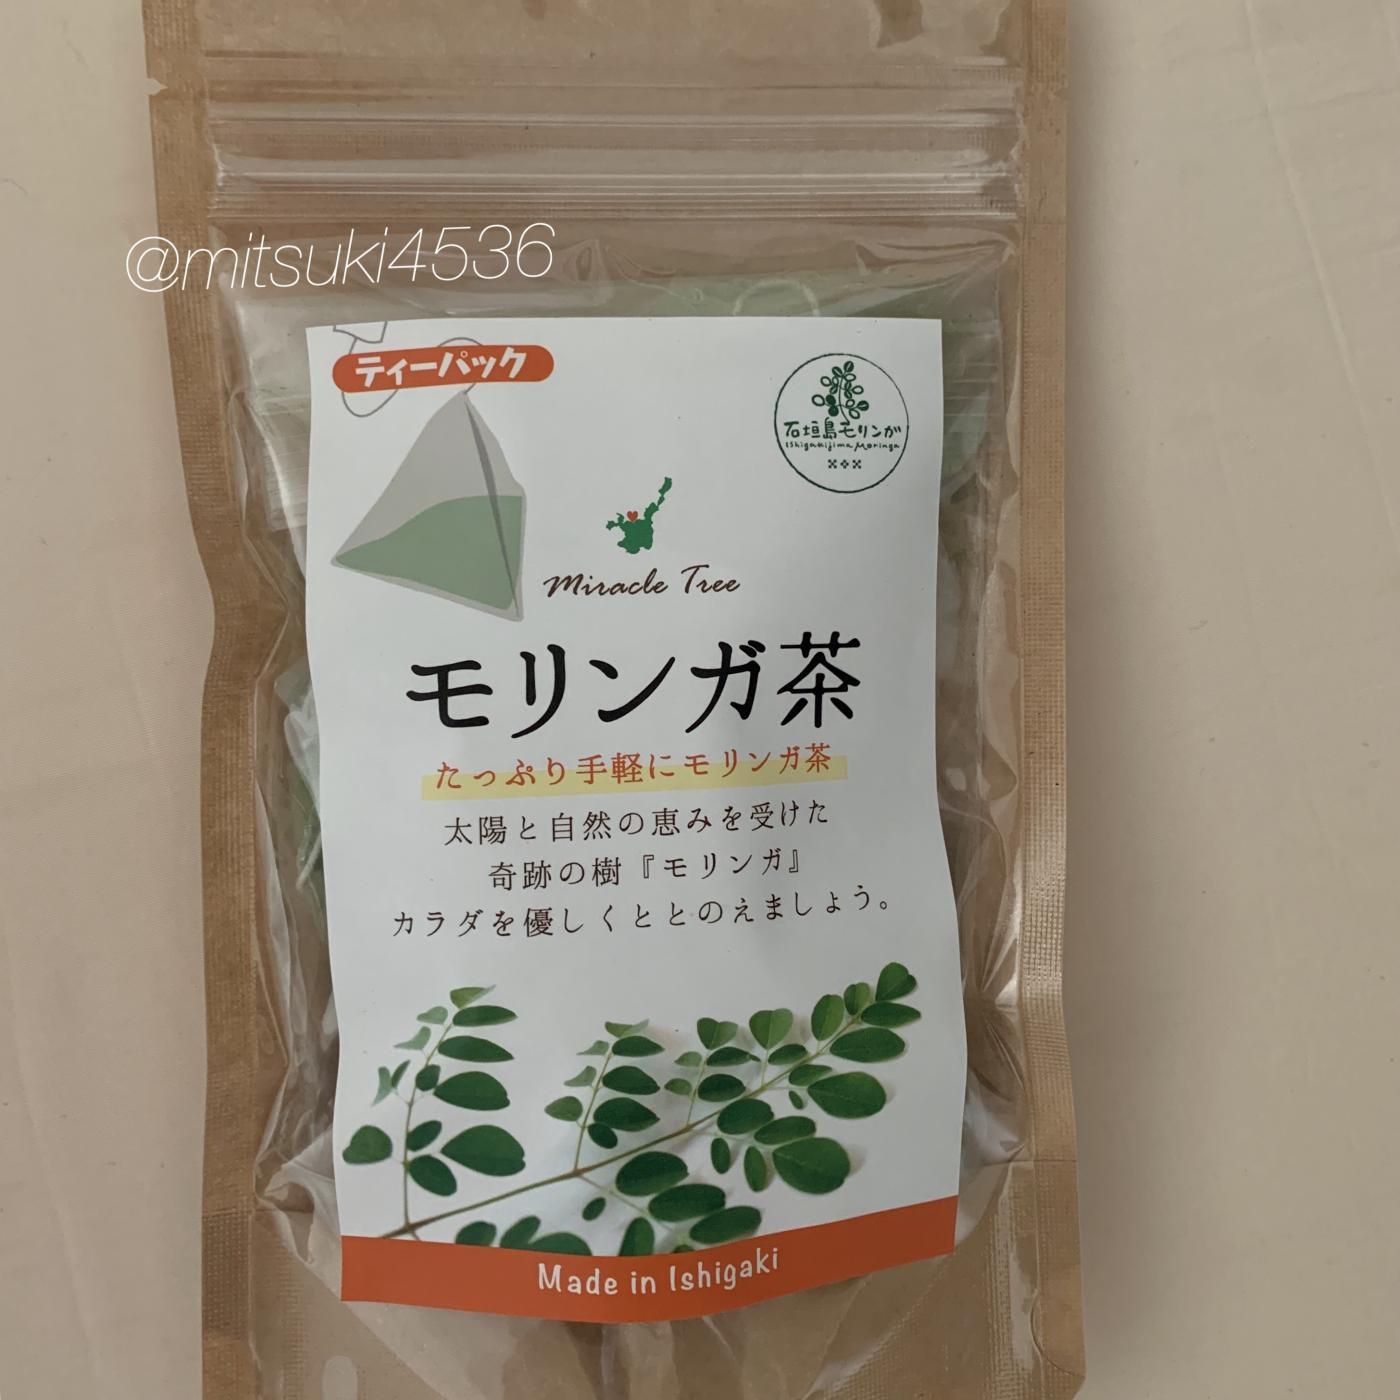 @mitsuki4536
ティーパック
石垣島モリンガ
Ishigakijima Moringa
Miracle Tree
モリンガ茶
たっぷり手軽にモリンガ茶
太陽と自然の恵みを受けた
奇跡の樹『モリンガ』
カラダを優しくととのえましょう。
Made in Ishigaki